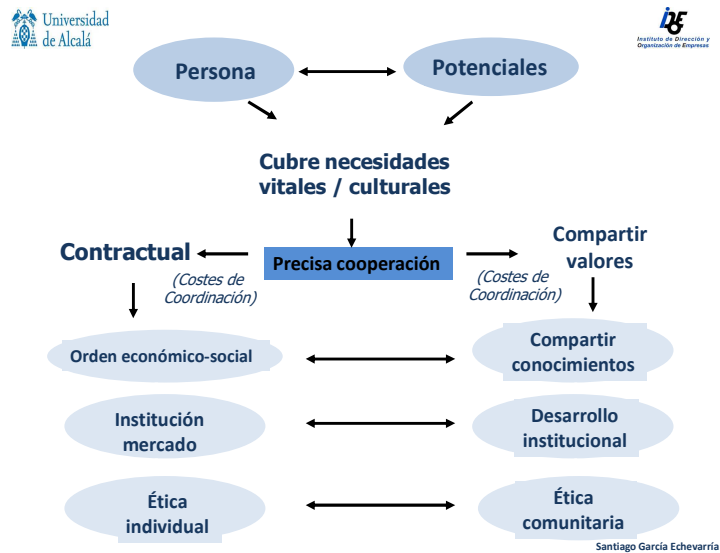 Universidad
de Alcalá
Instituto de Dirección y
Organización de Empresas
Persona
Potenciales
Cubre necesidades
vitales / culturales
Contractual
Precisa cooperación
Compartir
valores
(Costes de
Coordinación)
(Costes de
Coordinación)
Orden económico-social
Compartir
conocimientos
Institución
mercado
Desarrollo
institucional
Ética
individual
Ética
comunitaria
Santiago García Echevarría